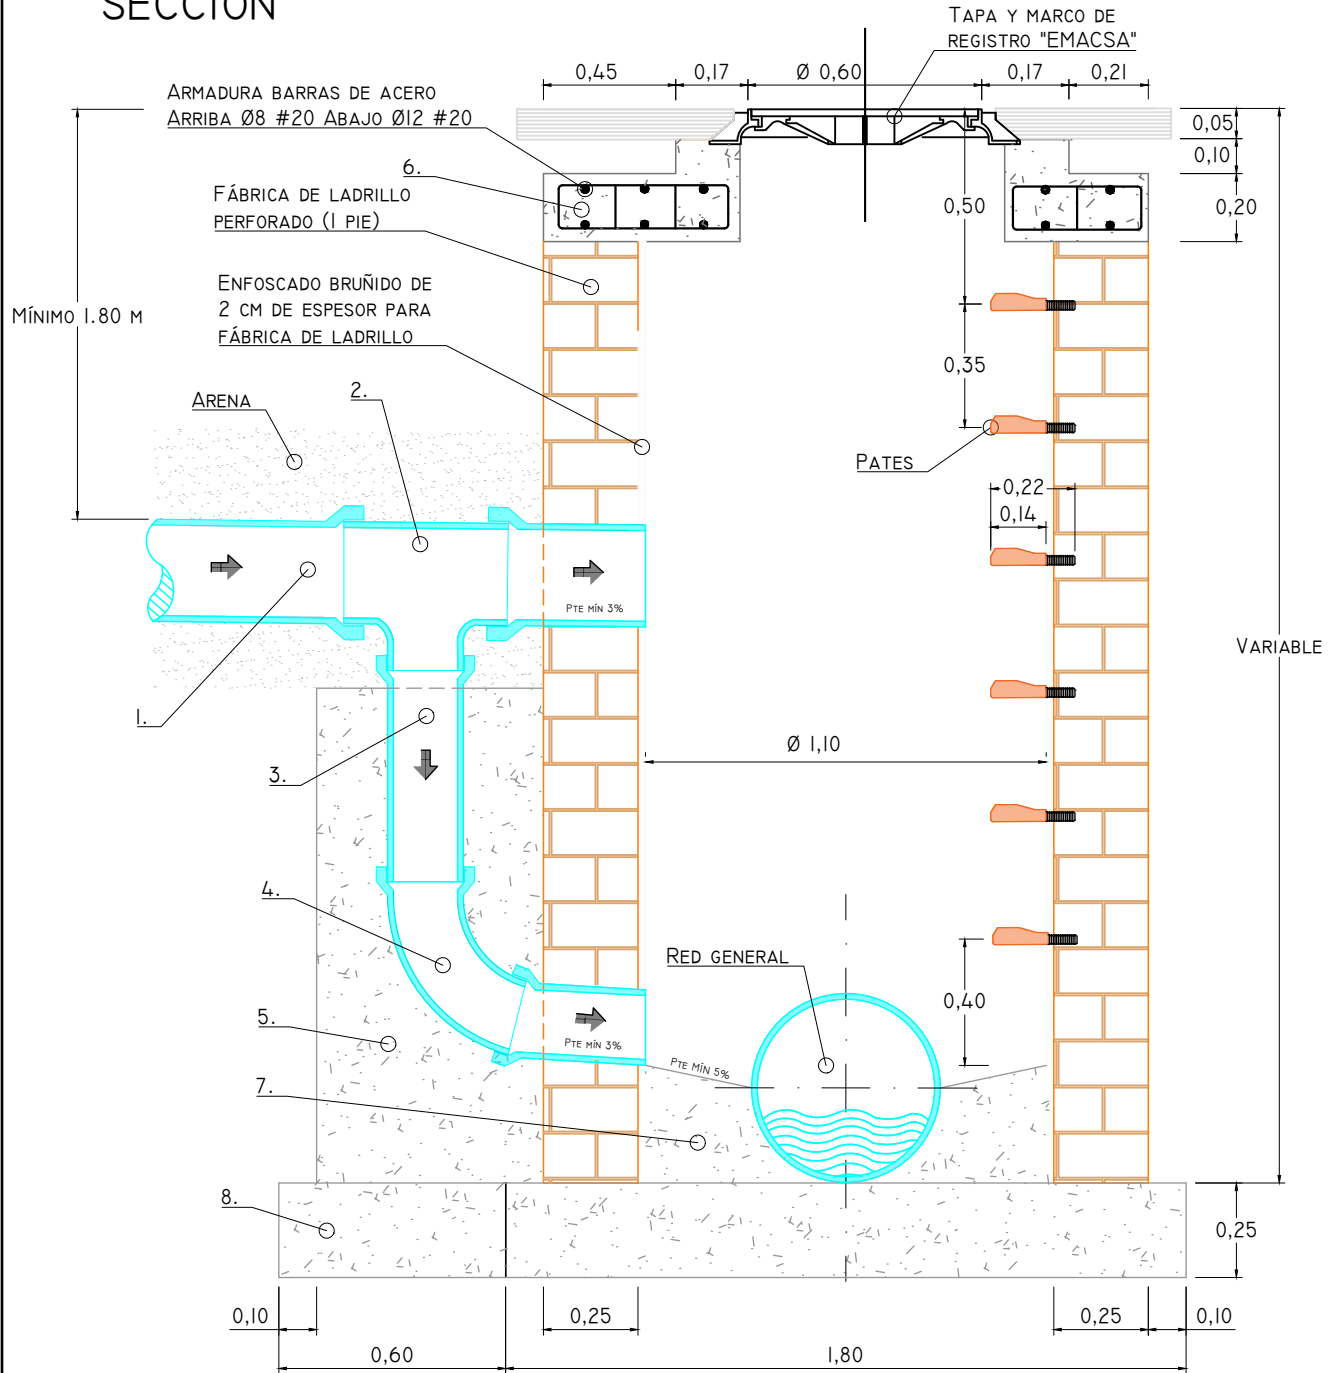 SECCIÓN
TAPA Y MARCO DE
REGISTRO "EMACSA"
0,45
0,17
Ø 0,60
0,17
0,21
ARMADURA BARRAS DE ACERO
ARRIBA Ø8 #20 ABAJO Ø12 #20
0,05
0,10
0,20
6.
FÁBRICA DE LADRILLO
PERFORADO (1 PIE)
0,50
ENFOSCADO BRUÑIDO DE
2 CM DE ESPESOR PARA
FÁBRICA DE LADRILLO
MÍNIMO 1.80 M
0,35
2.
ARENA
PATES
0,22
0,14
PTE MÍN 3%
VARIABLE
1.
3.
Ø 1,10
4.
RED GENERAL
0,40
5.
PTE MÍN 3%
PTE MÍN 5%
7.
8.
0,25
0,10
0,25
0,25
0,10
0,60
1,80